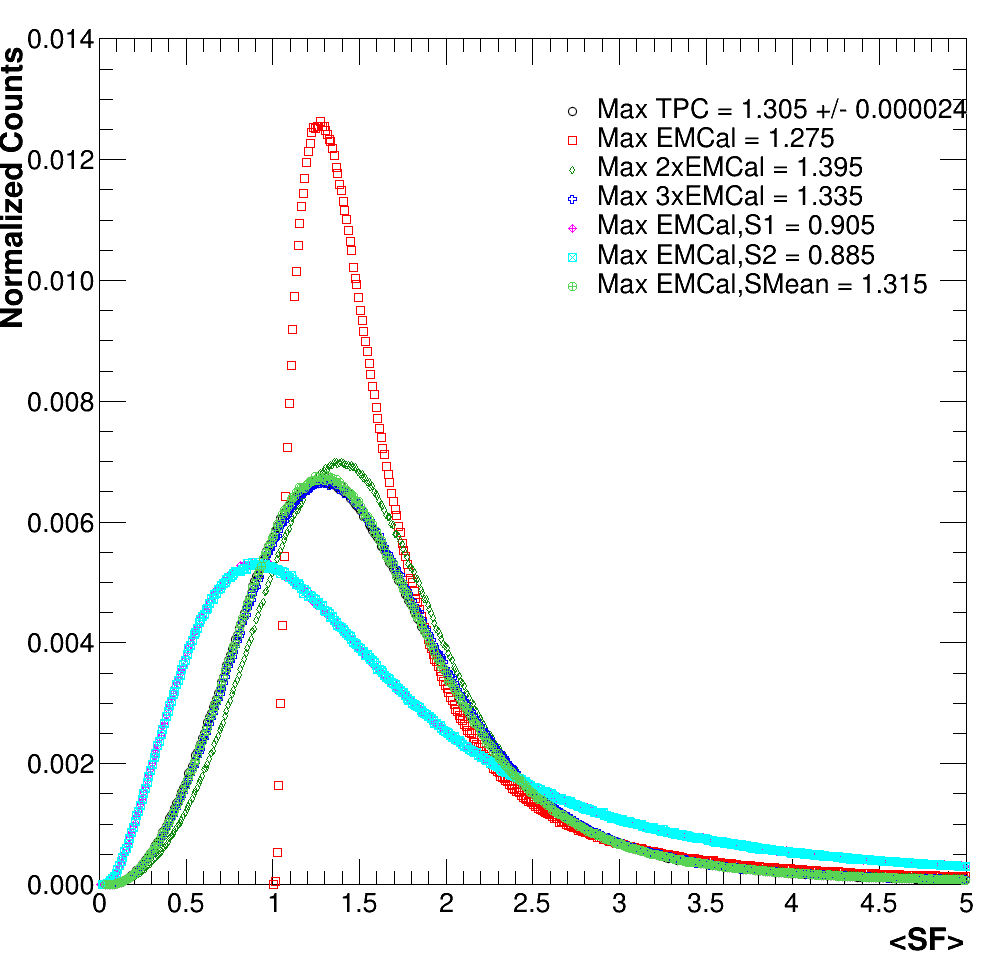 Normalized Counts
0.014
0.012
0.010
0.008
0.006
0.004
0.002
0.000
Max TPC = 1.305 +/- 0.000024
Max EMCal = 1.275
Max 2xEMCal = 1.395
Max 3xEMCal = 1.335
Max EMCal,S1 = 0.905
Max EMCal,S2 = 0.885
Max EMCal,SMean = 1.315
0 0.5 1 1.5 2 2.5 3 3.5 4 4.5 5
<SF>